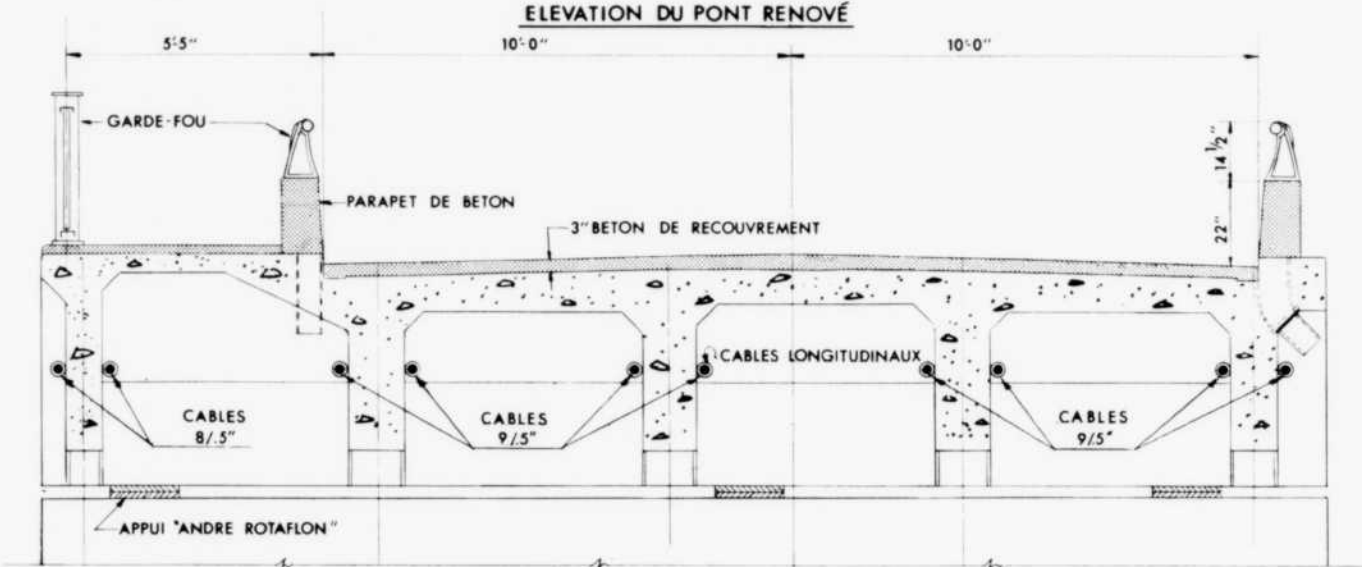 ELEVATION DU PONT RENOVÉ
5'-5" 10'-0" 10'-0"
GARDE-FOU
14 1/2"
PARAPET DE BETON
3" BETON DE RECOUVREMENT
22"
CABLES LONGITUDINAUX
CABLES
8/.5"
CABLES
9/.5"
CABLES
9/.5"
APPUI "ANDRE ROTAFLON"